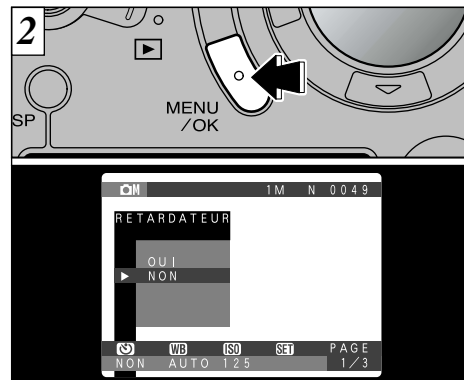 2
SP
MENU
/OK
M 1M N 0049
RETARDATEUR
OUI
NON
WB ISO SET PAGE
NON AUTO 125 1/3